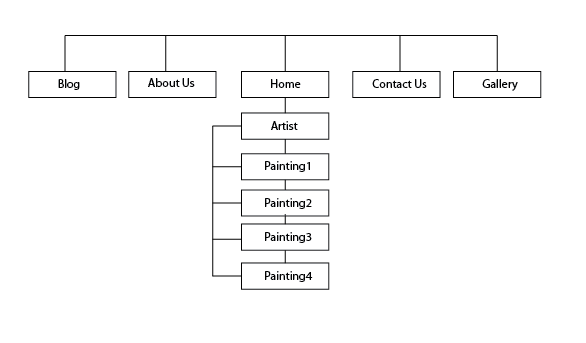 Blog
About Us
Home
Contact Us
Gallery
Artist
Painting1
Painting2
Painting3
Painting4